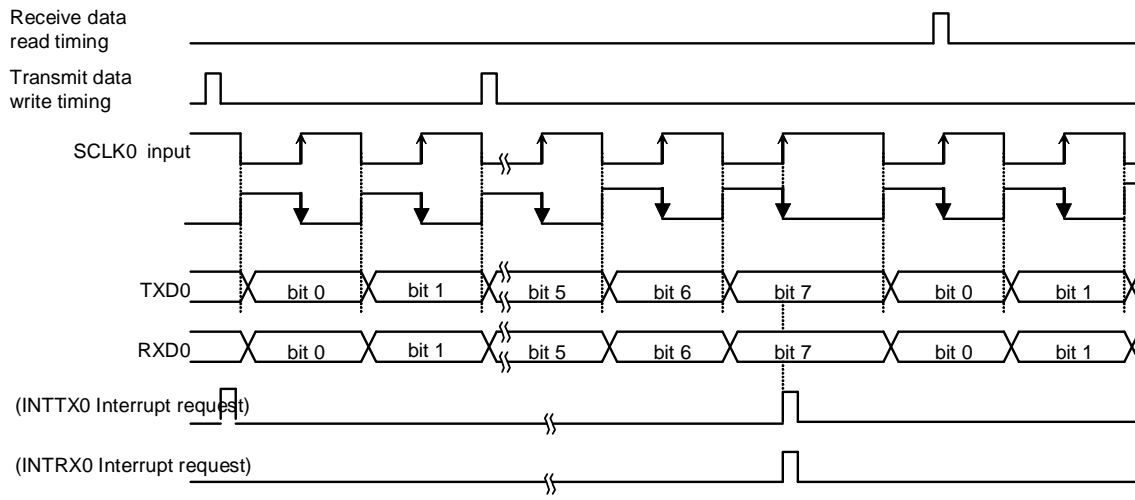 Receive data
read timing
Transmit data
write timing
SCLK0 input
TXD0 bit 0 bit 1 bit 5 bit 6 bit 7 bit 0 bit 1
RXD0 bit 0 bit 1 bit 5 bit 6 bit 7 bit 0 bit 1
(INTTX0 Interrupt request)
(INTRX0 Interrupt request)